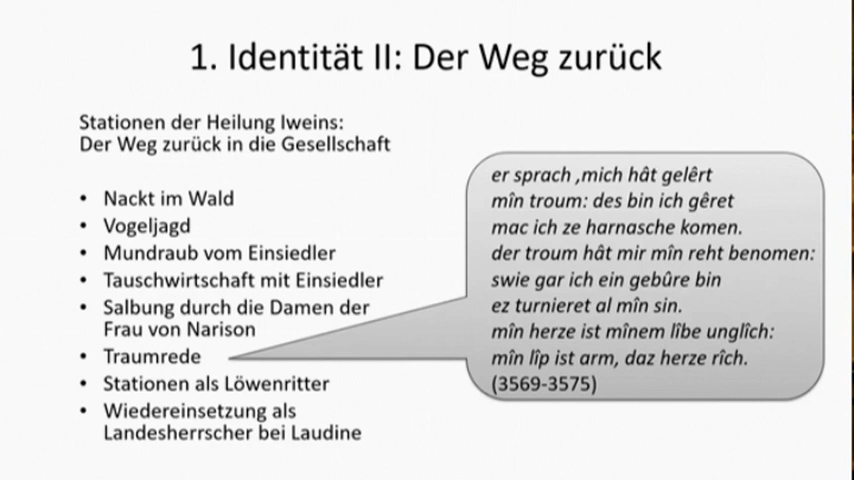 1. Identität II: Der Weg zurück
Stationen der Heilung Iweins:
Der Weg zurück in die Gesellschaft
• Nackt im Wald
• Vogeljagd
• Mundraub vom Einsiedler
• Tauschwirtschaft mit Einsiedler
• Salbung durch die Damen der
Frau von Narison
• Traumrede
• Stationen als Löwenritter
• Wiedereinsetzung als
Landesherrscher bei Laudine
er sprach ‚mich hât gelêrt
mîn troum: des bin ich gêret
mac ich ze harnasche komen.
der troum hât mir mîn reht benomen:
swie gar ich ein gebûre bin
ez turnieret al mîn sin.
mîn herze ist mînem lîbe unglîch:
mîn lîp ist arm, daz herze rîch.
(3569-3575)